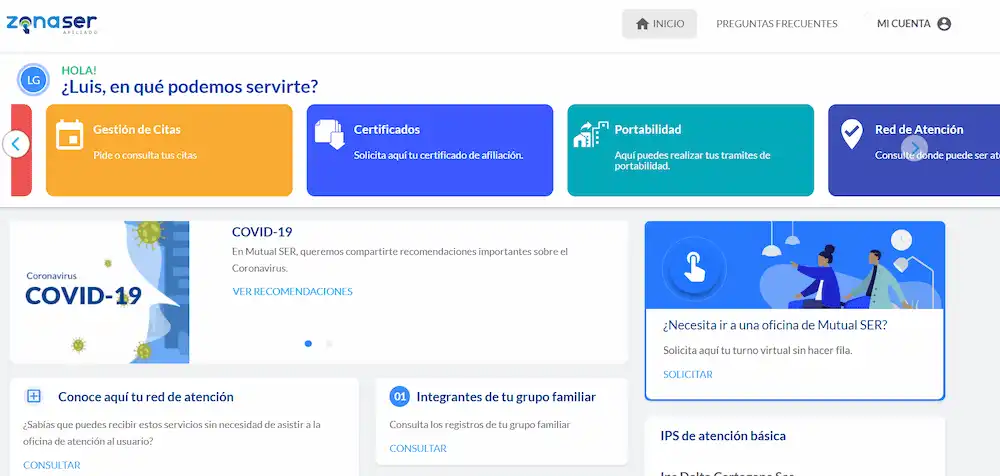 zonaser
AFILIADO
INICIO
PREGUNTAS FRECUENTES
MI CUENTA
LG
HOLA!
¿Luis, en qué podemos servirte?
Gestión de Citas
Pide o consulta tus citas
Certificados
Solicita aquí tu certificado de afiliación.
Portabilidad
Aquí puedes realizar tus tramites de
portabilidad.
Red de Atención
Consulte donde puede ser
Coronavirus
COVID-19
COVID-19
En Mutual SER, queremos compartirte recomendaciones importantes sobre el
Coronavirus.
VER RECOMENDACIONES
¿Necesita ir a una oficina de Mutual SER?
Solicita aquí tu turno virtual sin hacer fila.
SOLICITAR
Conoce aquí tu red de atención
¿Sabías que puedes recibir estos servicios sin necesidad de asistir a la
oficina de atención al usuario?
CONSULTAR
01
Integrantes de tu grupo familiar
Consulta los registros de tu grupo familiar
CONSULTAR
IPS de atención básica